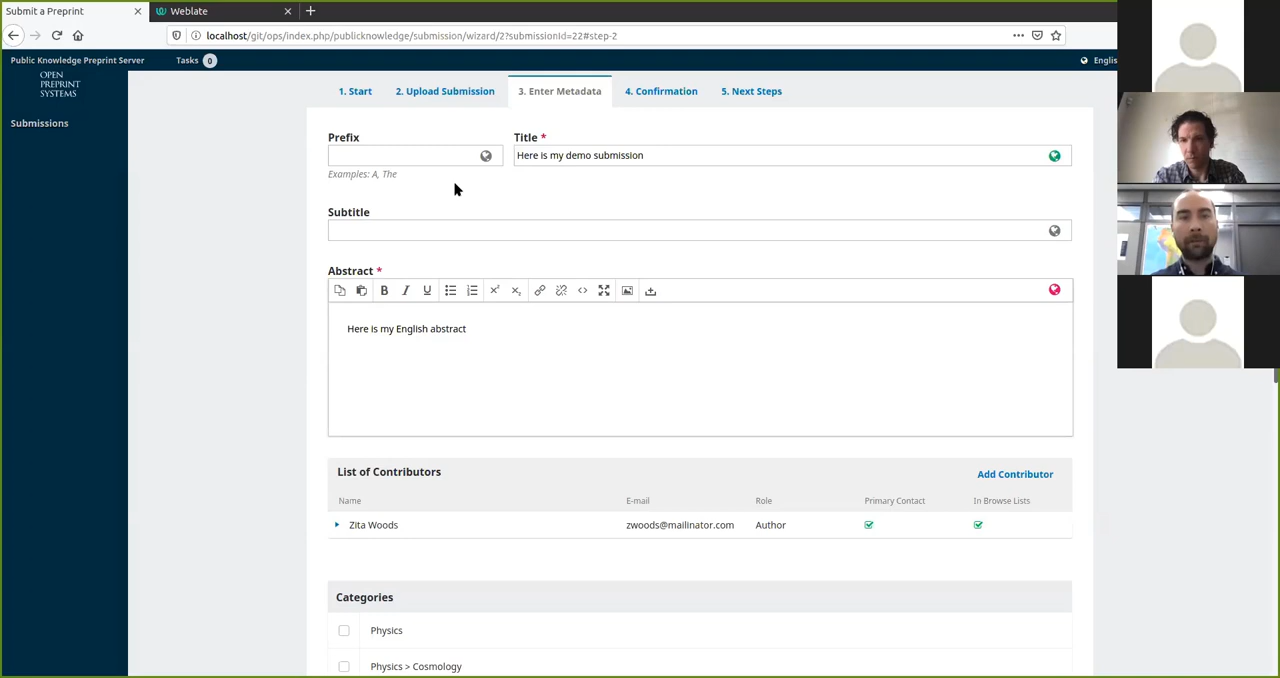 Submit a Preprint
Weblate
localhost/git/ops/index.php/publicknowledge/submission/wizard/2?submissionId=22#step-2
Public Knowledge Preprint Server
Tasks 0
Englis
OPEN
PREPRINT
SYSTEMS
Submissions
1. Start
2. Upload Submission
3. Enter Metadata
4. Confirmation
5. Next Steps
Prefix
Title *
Here is my demo submission
Examples: A, The
Subtitle
Abstract *
Here is my English abstract
List of Contributors
Add Contributor
Name
E-mail
Role
Primary Contact
In Browse Lists
Zita Woods
zwoods@mailinator.com
Author
Categories
Physics
Physics > Cosmology